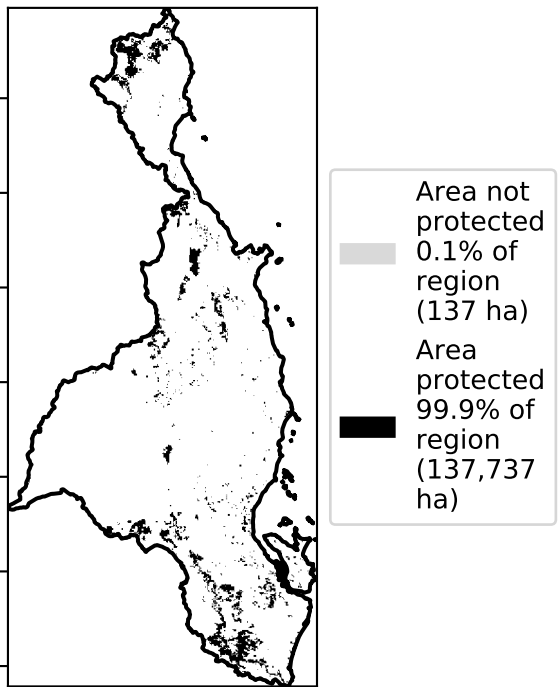 Area not
protected
0.1% of
region
(137 ha)
Area
protected
99.9% of
region
(137,737
ha)